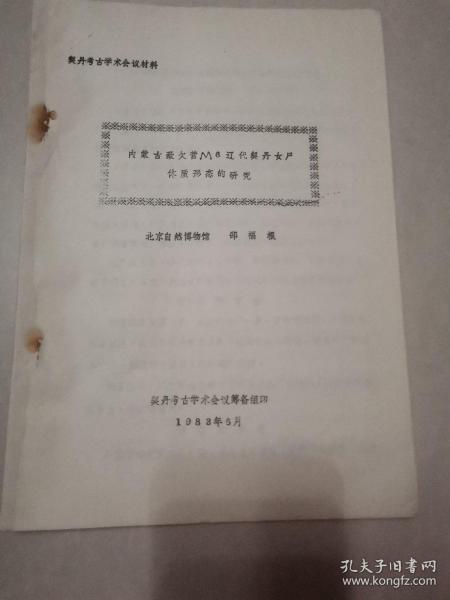 契丹考古学术会议材料
内蒙古豪欠营M6辽代契丹女尸
体质形态的研究
北京自然博物馆 邵福根
契丹考古学术会议筹备组印
1983年6月
孔夫子旧书网
www.kongfz.com